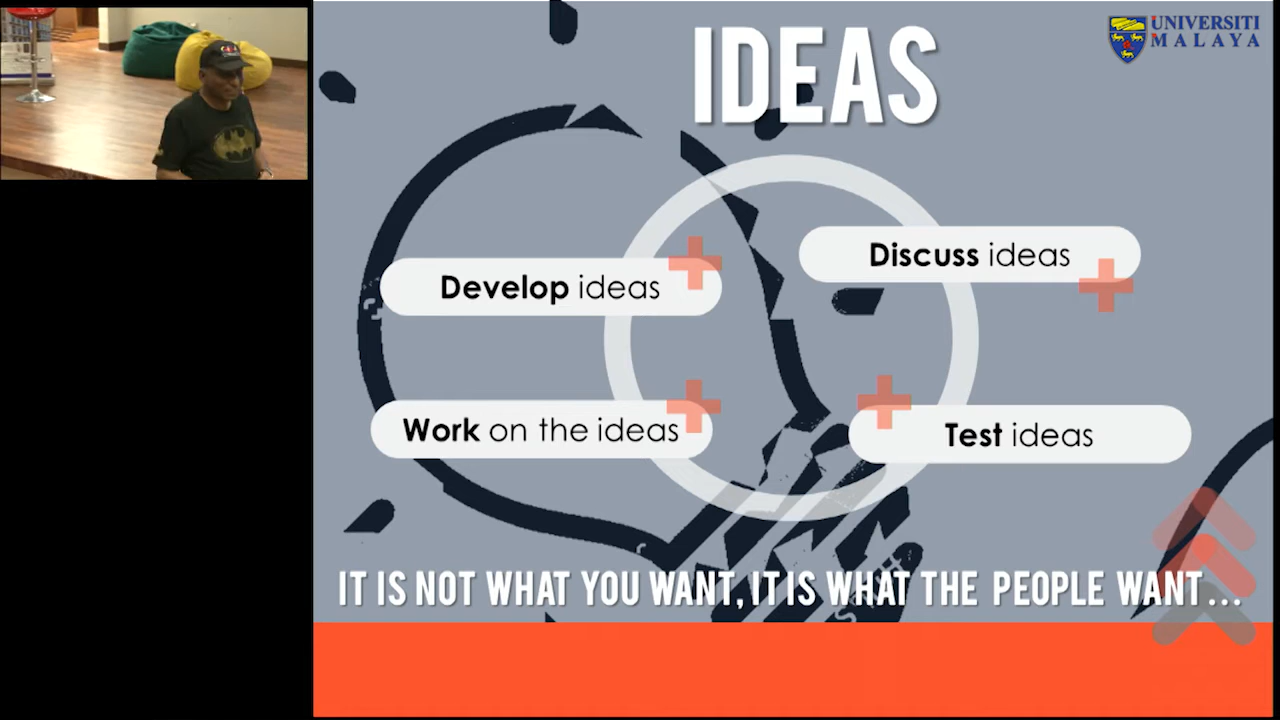 IDEAS
UNIVERSITI
MALAYA
Discuss ideas
Develop ideas
Work on the ideas
Test ideas
IT IS NOT WHAT YOU WANT, IT IS WHAT THE PEOPLE WANT...